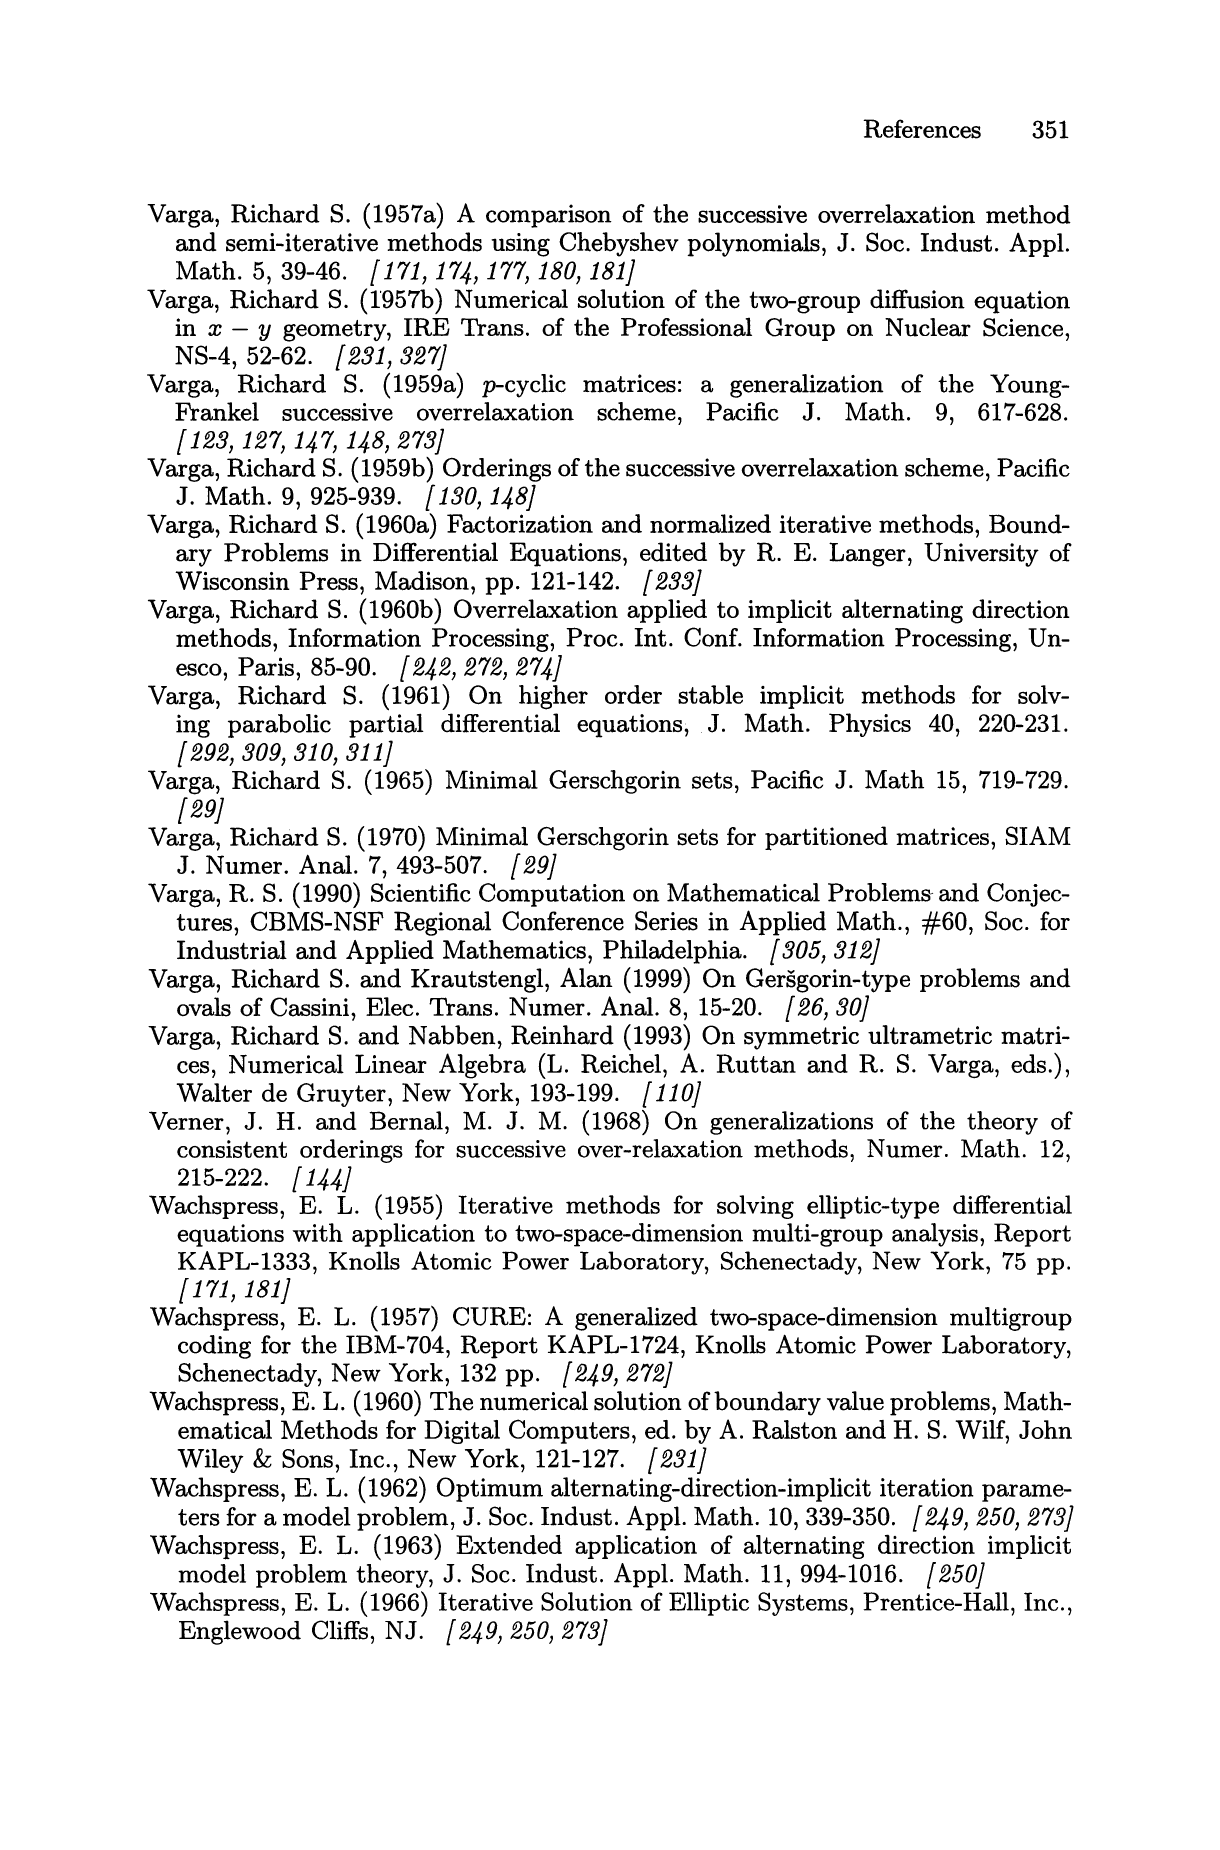 References 351
Varga, Richard S. (1957a) A comparison of the successive overrelaxation method
and semi-iterative methods using Chebyshev polynomials, J. Soc. Indust. Appl.
Math. 5, 39-46. [171, 174, 177, 180, 181]
Varga, Richard S. (1957b) Numerical solution of the two-group diffusion equation
in x − y geometry, IRE Trans. of the Professional Group on Nuclear Science,
NS-4, 52-62. [231, 327]
Varga, Richard S. (1959a) p-cyclic matrices: a generalization of the Young-
Frankel successive overrelaxation scheme, Pacific J. Math. 9, 617-628.
[123, 127, 147, 148, 273]
Varga, Richard S. (1959b) Orderings of the successive overrelaxation scheme, Pacific
J. Math. 9, 925-939. [130, 148]
Varga, Richard S. (1960a) Factorization and normalized iterative methods, Bound-
ary Problems in Differential Equations, edited by R. E. Langer, University of
Wisconsin Press, Madison, pp. 121-142. [233]
Varga, Richard S. (1960b) Overrelaxation applied to implicit alternating direction
methods, Information Processing, Proc. Int. Conf. Information Processing, Un-
esco, Paris, 85-90. [242, 272, 274]
Varga, Richard S. (1961) On higher order stable implicit methods for solv-
ing parabolic partial differential equations, J. Math. Physics 40, 220-231.
[292, 309, 310, 311]
Varga, Richard S. (1965) Minimal Gerschgorin sets, Pacific J. Math 15, 719-729.
[29]
Varga, Richard S. (1970) Minimal Gerschgorin sets for partitioned matrices, SIAM
J. Numer. Anal. 7, 493-507. [29]
Varga, R. S. (1990) Scientific Computation on Mathematical Problems and Conjec-
tures, CBMS-NSF Regional Conference Series in Applied Math., #60, Soc. for
Industrial and Applied Mathematics, Philadelphia. [305, 312]
Varga, Richard S. and Krautstengl, Alan (1999) On Geršgorin-type problems and
ovals of Cassini, Elec. Trans. Numer. Anal. 8, 15-20. [26, 30]
Varga, Richard S. and Nabben, Reinhard (1993) On symmetric ultrametric matri-
ces, Numerical Linear Algebra (L. Reichel, A. Ruttan and R. S. Varga, eds.),
Walter de Gruyter, New York, 193-199. [110]
Verner, J. H. and Bernal, M. J. M. (1968) On generalizations of the theory of
consistent orderings for successive over-relaxation methods, Numer. Math. 12,
215-222. [144]
Wachspress, E. L. (1955) Iterative methods for solving elliptic-type differential
equations with application to two-space-dimension multi-group analysis, Report
KAPL-1333, Knolls Atomic Power Laboratory, Schenectady, New York, 75 pp.
[171, 181]
Wachspress, E. L. (1957) CURE: A generalized two-space-dimension multigroup
coding for the IBM-704, Report KAPL-1724, Knolls Atomic Power Laboratory,
Schenectady, New York, 132 pp. [249, 272]
Wachspress, E. L. (1960) The numerical solution of boundary value problems, Math-
ematical Methods for Digital Computers, ed. by A. Ralston and H. S. Wilf, John
Wiley & Sons, Inc., New York, 121-127. [231]
Wachspress, E. L. (1962) Optimum alternating-direction-implicit iteration parame-
ters for a model problem, J. Soc. Indust. Appl. Math. 10, 339-350. [249, 250, 273]
Wachspress, E. L. (1963) Extended application of alternating direction implicit
model problem theory, J. Soc. Indust. Appl. Math. 11, 994-1016. [250]
Wachspress, E. L. (1966) Iterative Solution of Elliptic Systems, Prentice-Hall, Inc.,
Englewood Cliffs, NJ. [249, 250, 273]